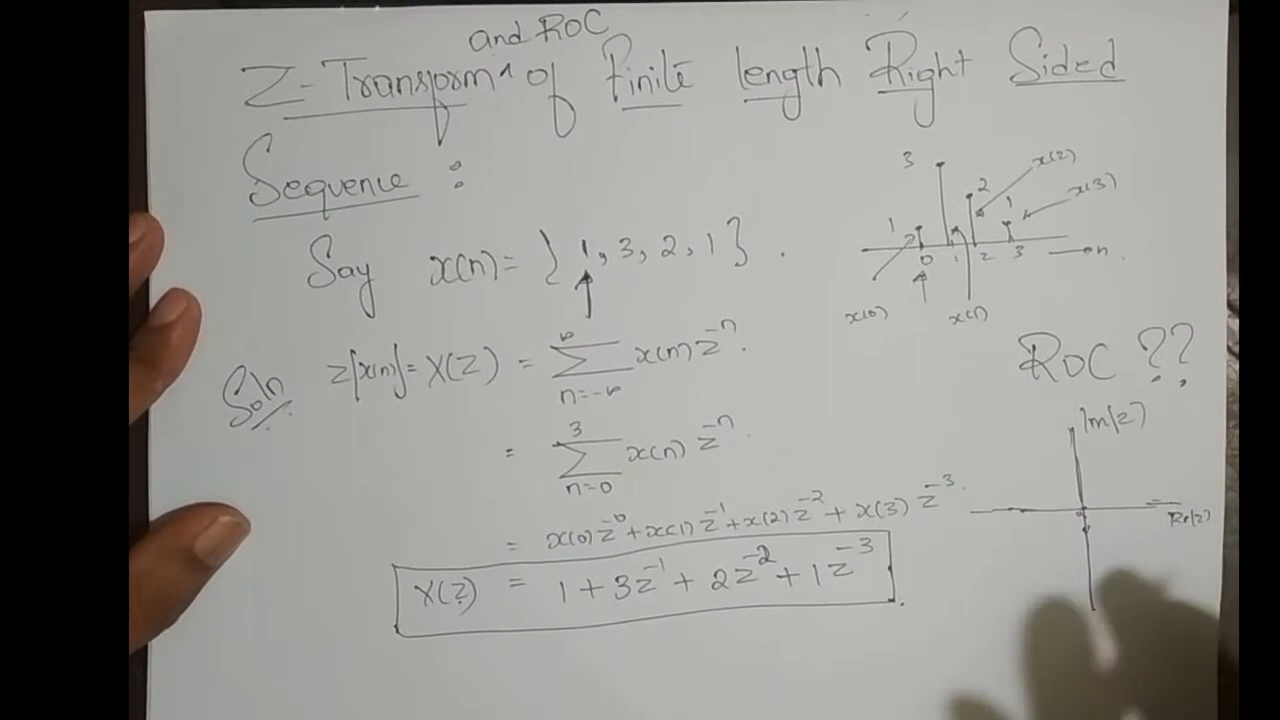 and ROC
Z-Transform^ of Finite length Right Sided
Sequence :
Say x(n) = { 1, 3, 2, 1 } .
↑
3
2
x(2)
1
x(3)
1
0 1 2 3
n
x(0)
x(1)
Soln
Z[x(n)] = X(Z) = ∞ Σ n=-∞ x(n) z^-n.
= 3 Σ n=0 x(n) z^-n.
= x(0) z^-0 + x(1) z^-1 + x(2) z^-2 + x(3) z^-3.
X(Z) = 1 + 3z^-1 + 2z^-2 + 1z^-3.
ROC ??
Im(z)
Re(z)